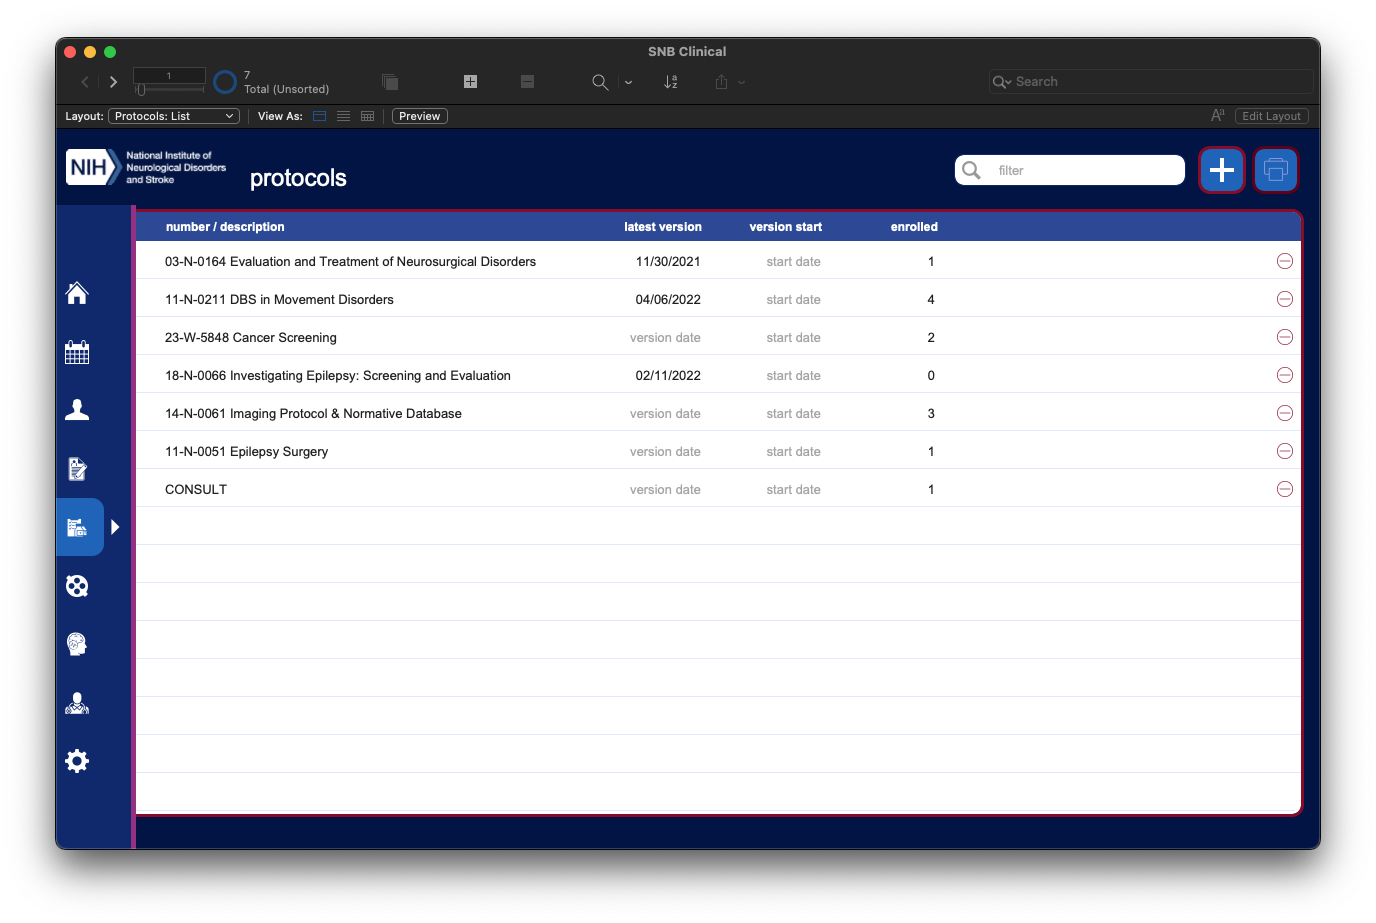 SNB Clinical
1
7
Total (Unsorted)
Search
Layout: Protocols: List View As: Preview Aa Edit Layout
NIH National Institute of
Neurological Disorders
and Stroke
protocols
filter
number / description latest version version start enrolled
03-N-0164 Evaluation and Treatment of Neurosurgical Disorders 11/30/2021 start date 1
11-N-0211 DBS in Movement Disorders 04/06/2022 start date 4
23-W-5848 Cancer Screening version date start date 2
18-N-0066 Investigating Epilepsy: Screening and Evaluation 02/11/2022 start date 0
14-N-0061 Imaging Protocol & Normative Database version date start date 3
11-N-0051 Epilepsy Surgery version date start date 1
CONSULT version date start date 1